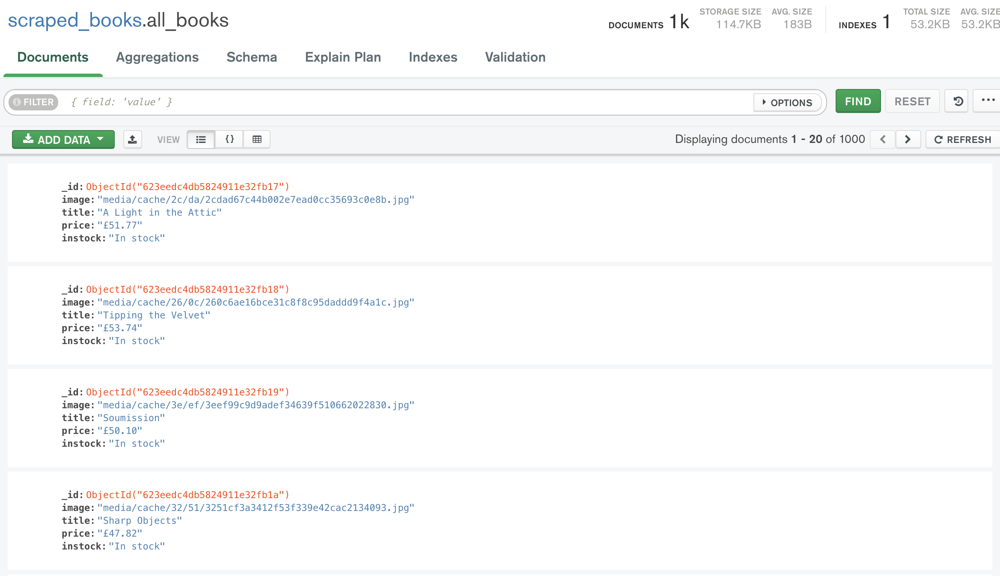 scraped_books.all_books
DOCUMENTS 1k STORAGE SIZE 114.7KB AVG. SIZE 183B INDEXES 1 TOTAL SIZE 53.2KB AVG. SIZE 53.2KB
Documents Aggregations Schema Explain Plan Indexes Validation
FILTER { field: 'value' } OPTIONS FIND RESET ...
ADD DATA VIEW {} Displaying documents 1 - 20 of 1000 REFRESH
_id: ObjectId("623eedc4db5824911e32fb17")
image: "media/cache/2c/da/2cdad67c44b002e7ead0cc35693c0e8b.jpg"
title: "A Light in the Attic"
price: "£51.77"
instock: "In stock"
_id: ObjectId("623eedc4db5824911e32fb18")
image: "media/cache/26/0c/260c6ae16bce31c8f8c95daddd9f4a1c.jpg"
title: "Tipping the Velvet"
price: "£53.74"
instock: "In stock"
_id: ObjectId("623eedc4db5824911e32fb19")
image: "media/cache/3e/ef/3eef99c9d9adef34639f510662022830.jpg"
title: "Soumission"
price: "£50.10"
instock: "In stock"
_id: ObjectId("623eedc4db5824911e32fb1a")
image: "media/cache/32/51/3251cf3a3412f53f339e42cac2134093.jpg"
title: "Sharp Objects"
price: "£47.82"
instock: "In stock"